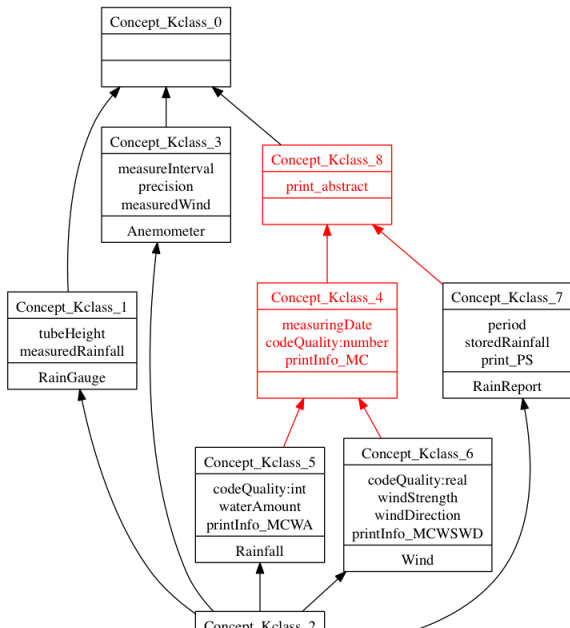 Concept_Kclass_0
Concept_Kclass_3
measureInterval
precision
measuredWind
Anemometer
Concept_Kclass_8
print_abstract
Concept_Kclass_1
tubeHeight
measuredRainfall
RainGauge
Concept_Kclass_4
measuringDate
codeQuality:number
printInfo_MC
Concept_Kclass_7
period
storedRainfall
print_PS
RainReport
Concept_Kclass_5
codeQuality:int
waterAmount
printInfo_MCWA
Rainfall
Concept_Kclass_6
codeQuality:real
windStrength
windDirection
printInfo_MCWSWD
Wind
Concept_Kclass_2